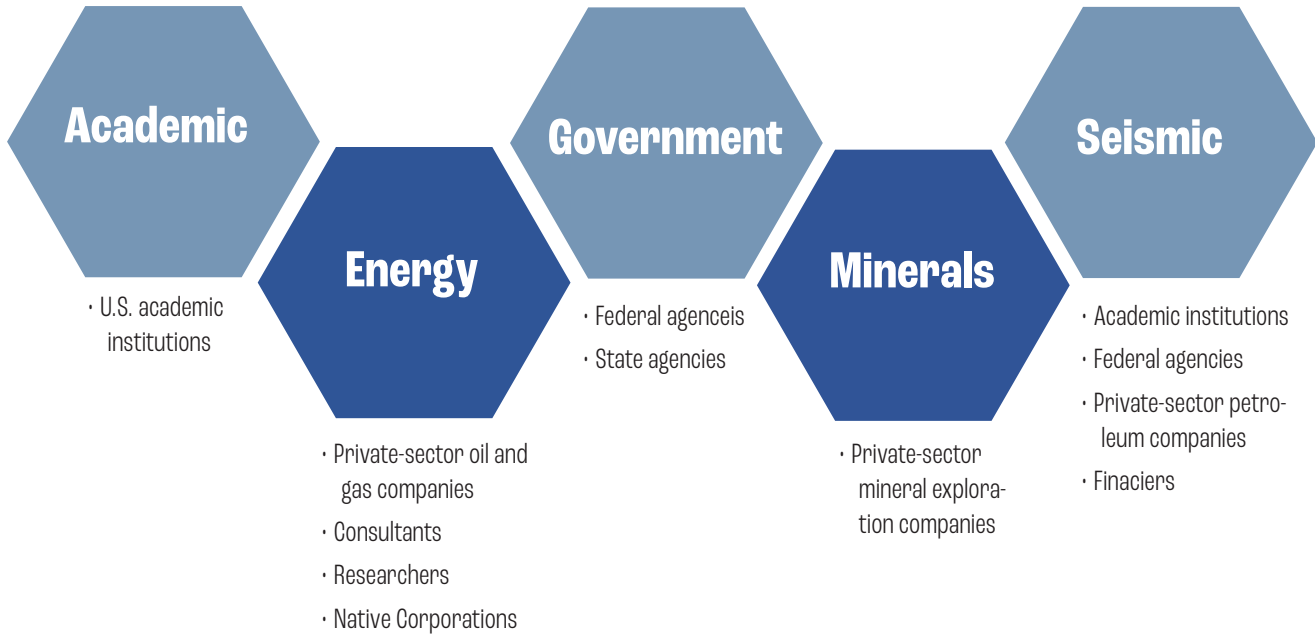 Academic
· U.S. academic
institutions
Energy
· Private-sector oil and
gas companies
· Consultants
· Researchers
· Native Corporations
Government
· Federal agenceis
· State agencies
Minerals
· Private-sector
mineral explora-
tion companies
Seismic
· Academic institutions
· Federal agencies
· Private-sector petro-
leum companies
· Finaciers